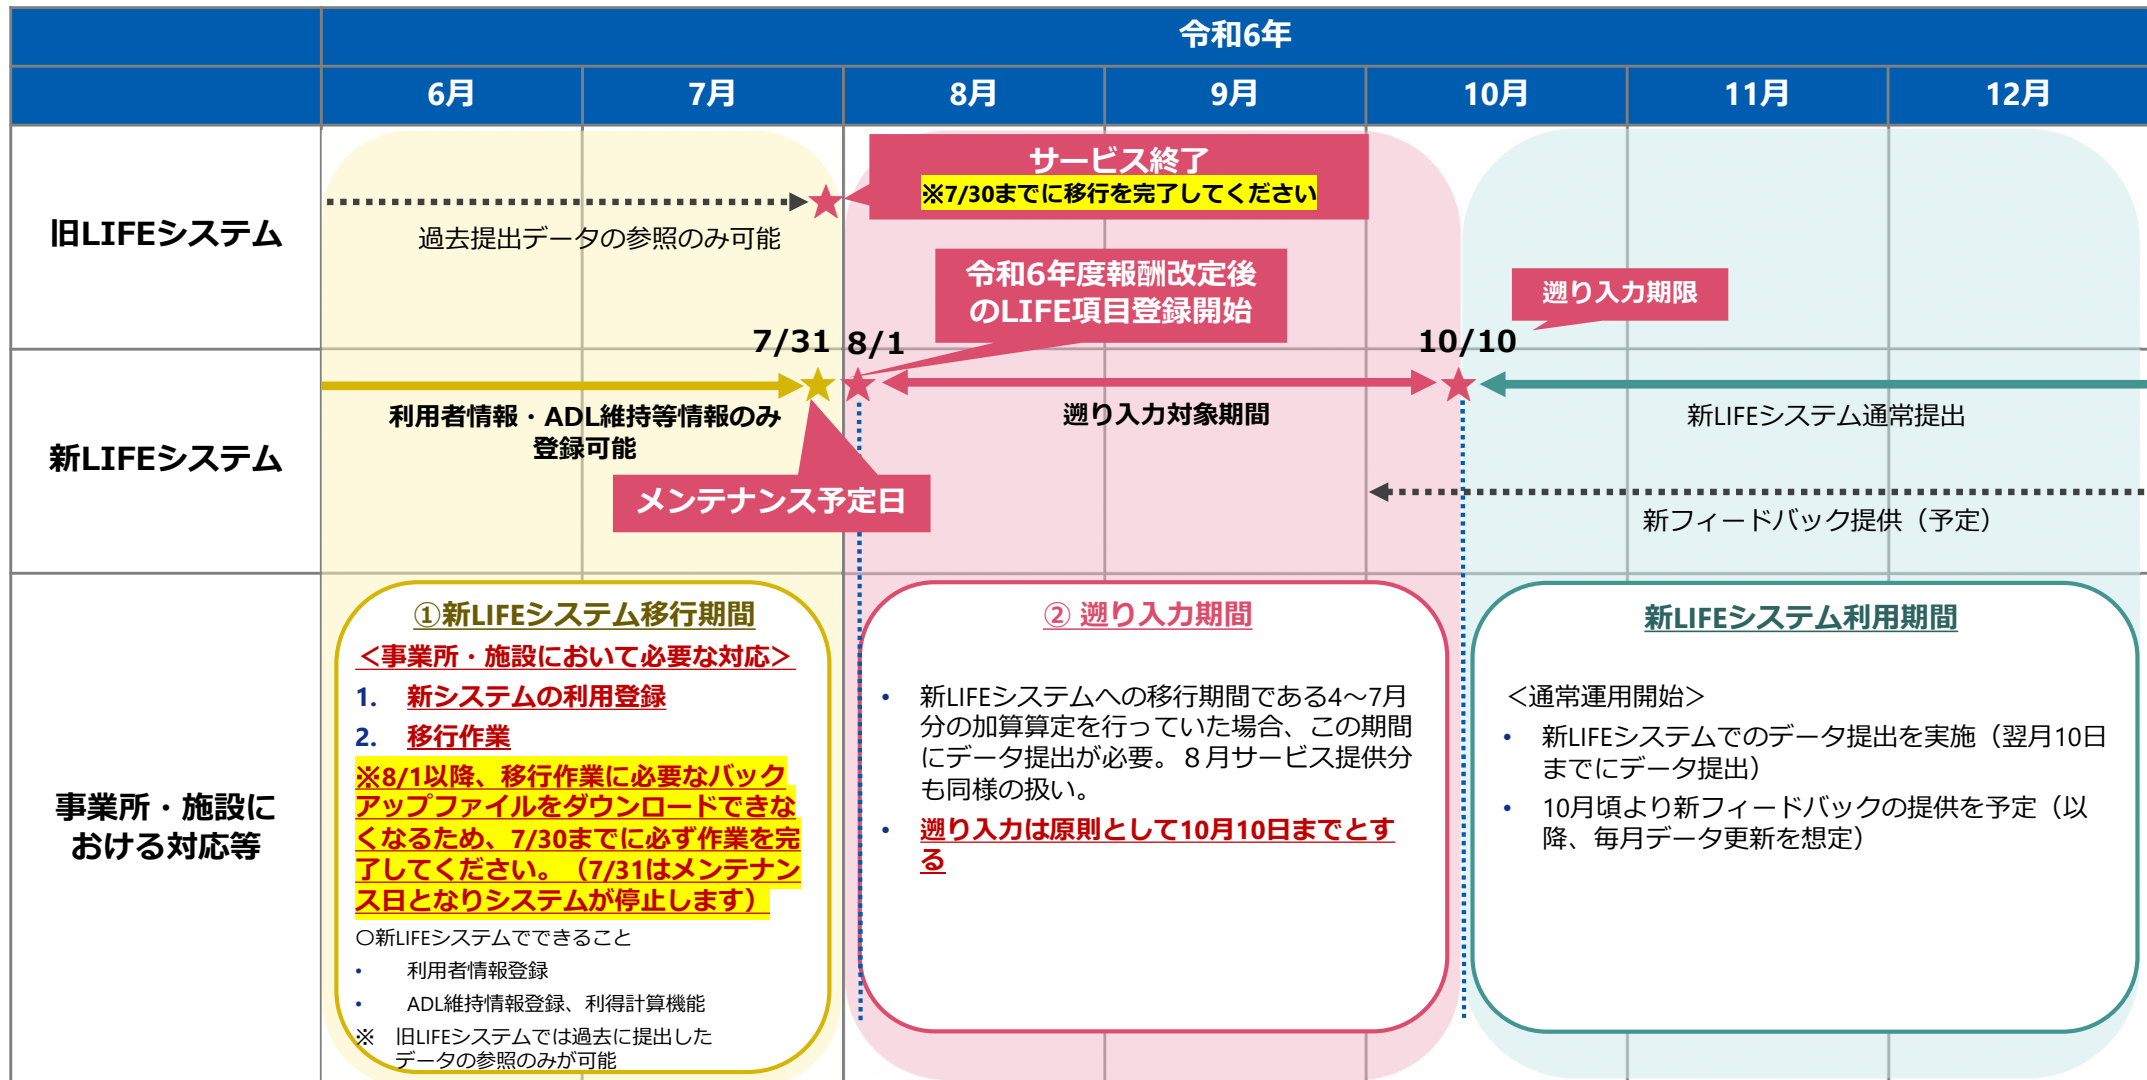 令和6年
6月
7月
8月
9月
10月
11月
12月
旧LIFEシステム
サービス終了
※7/30までに移行を完了してください
過去提出データの参照のみ可能
令和6年度報酬改定後
のLIFE項目登録開始
遡り入力期限
7/31
8/1
10/10
新LIFEシステム
利用者情報・ADL維持等情報のみ
登録可能
遡り入力対象期間
新LIFEシステム通常提出
メンテナンス予定日
新フィードバック提供（予定）
事業所・施設に
おける対応等
①新LIFEシステム移行期間
＜事業所・施設において必要な対応＞
1. 新システムの利用登録
2. 移行作業
※8/1以降、移行作業に必要なバック
アップファイルをダウンロードできな
くなるため、7/30までに必ず作業を完
了してください。（7/31はメンテナン
ス日となりシステムが停止します）
○新LIFEシステムでできること
• 利用者情報登録
• ADL維持情報登録、利得計算機能
※ 旧LIFEシステムでは過去に提出した
データの参照のみが可能
② 遡り入力期間
• 新LIFEシステムへの移行期間である4～7月
分の加算算定を行っていた場合、この期間
にデータ提出が必要。８月サービス提供分
も同様の扱い。
• 遡り入力は原則として10月10日までとす
る
新LIFEシステム利用期間
＜通常運用開始＞
• 新LIFEシステムでのデータ提出を実施（翌月10日
までにデータ提出）
• 10月頃より新フィードバックの提供を予定（以
降、毎月データ更新を想定）